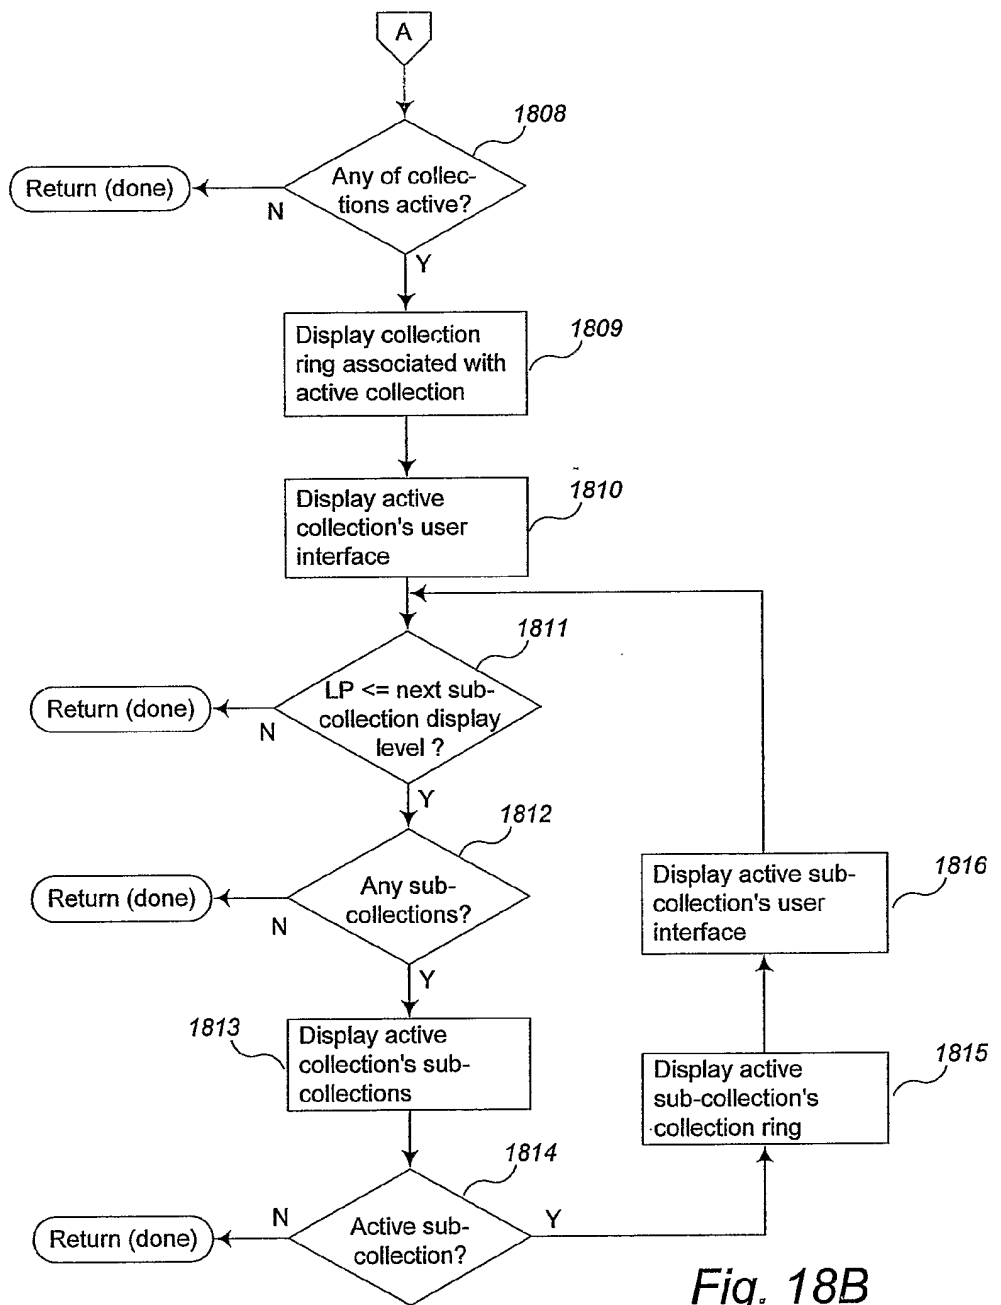 A
1808
Any of collec-
tions active?
Return (done)
N
Y
Display collection
ring associated with
active collection
1809
Display active
collection's user
interface
1810
1811
LP <= next sub-
collection display
level ?
Return (done)
N
Y
1812
Any sub-
collections?
Return (done)
N
Y
1813
Display active
collection's sub-
collections
1814
Active sub-
collection?
Return (done)
N
Y
Display active
sub-collection's
collection ring
1815
Display active sub-
collection's user
interface
1816
Fig. 18B